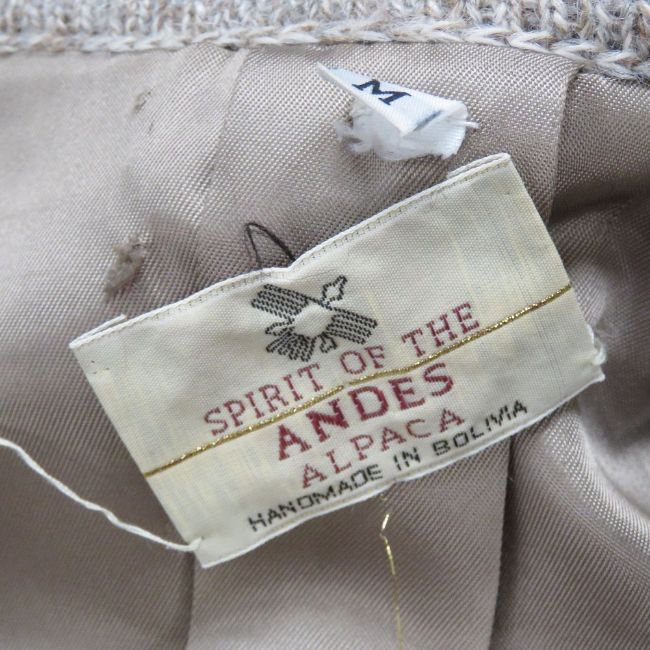 M
SPIRIT OF THE
ANDES
ALPACA
HANDMADE IN BOLIVIA